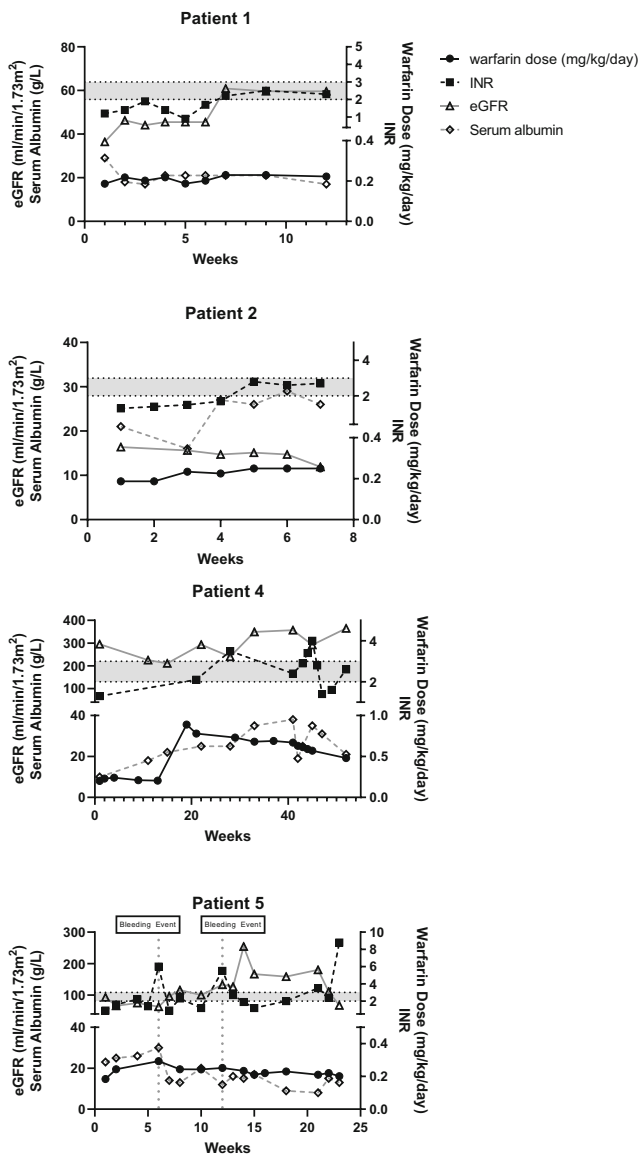 Patient 1
warfarin dose (mg/kg/day)
INR
eGFR
Serum albumin
eGFR (ml/min/1.73m²)
Serum Albumin (g/L)
80
60
40
20
0
5
4
3
2
1
0
0.4
0.2
0.0
INR
Warfarin Dose (mg/kg/day)
0 5 10
Weeks
Patient 2
eGFR (ml/min/1.73m²)
Serum Albumin (g/L)
40
30
20
10
0
4
2
0
0.4
0.2
0.0
INR
Warfarin Dose (mg/kg/day)
0 2 4 6 8
Weeks
Patient 4
eGFR (ml/min/1.73m²)
Serum Albumin (g/L)
400
300
200
100
40
20
0
4
2
1.0
0.5
0.0
INR
Warfarin Dose (mg/kg/day)
0 20 40
Weeks
Patient 5
Bleeding Event
Bleeding Event
eGFR (ml/min/1.73m²)
Serum Albumin (g/L)
300
200
100
40
20
0
10
8
6
4
2
0.6
0.4
0.2
0.0
INR
Warfarin Dose (mg/kg/day)
0 5 10 15 20 25
Weeks